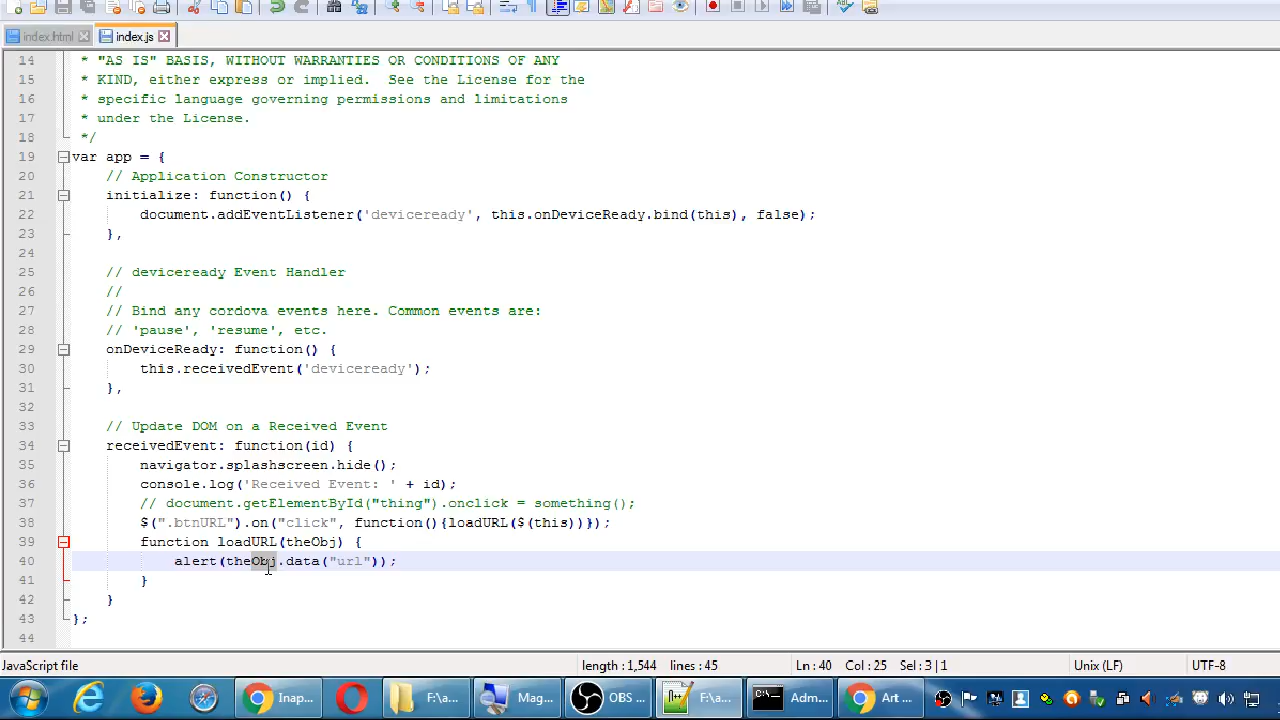 index.html
index.js
14 * "AS IS" BASIS, WITHOUT WARRANTIES OR CONDITIONS OF ANY
15 * KIND, either express or implied.  See the License for the
16 * specific language governing permissions and limitations
17 * under the License.
18 */
19 var app = {
20 // Application Constructor
21 initialize: function() {
22 document.addEventListener('deviceready', this.onDeviceReady.bind(this), false);
23 },
24
25 // deviceready Event Handler
26 //
27 // Bind any cordova events here. Common events are:
28 // 'pause', 'resume', etc.
29 onDeviceReady: function() {
30 this.receivedEvent('deviceready');
31 },
32
33 // Update DOM on a Received Event
34 receivedEvent: function(id) {
35 navigator.splashscreen.hide();
36 console.log('Received Event: ' + id);
37 // document.getElementById("thing").onclick = something();
38 $(".btnURL").on("click", function(){loadURL($(this))});
39 function loadURL(theObj) {
40 alert(theObj.data("url"));
41 }
42 }
43 };
44
JavaScript file length : 1,544 lines : 45 Ln : 40 Col : 25 Sel : 3 | 1 Unix (LF) UTF-8
Inap... F:\a... Mag... OBS ... F:\a... Adm... Art ...